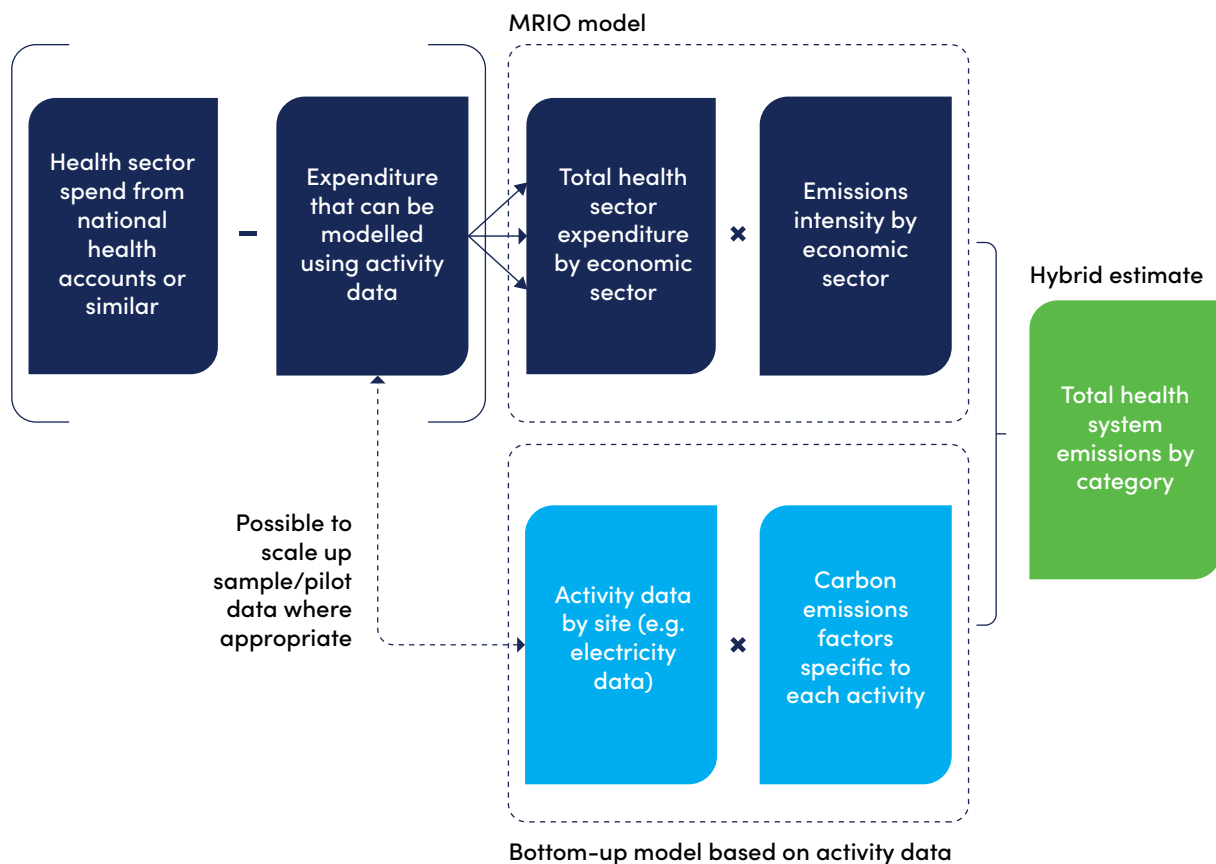 MRIO model
Health sector
spend from
national
health
accounts or
similar
–
Expenditure
that can be
modelled
using activity
data
Total health
sector
expenditure
by economic
sector
×
Emissions
intensity by
economic
sector
Hybrid estimate
Total health
system
emissions by
category
Possible to
scale up
sample/pilot
data where
appropriate
Activity data
by site (e.g.
electricity
data)
×
Carbon
emissions
factors
specific to
each activity
Bottom-up model based on activity data